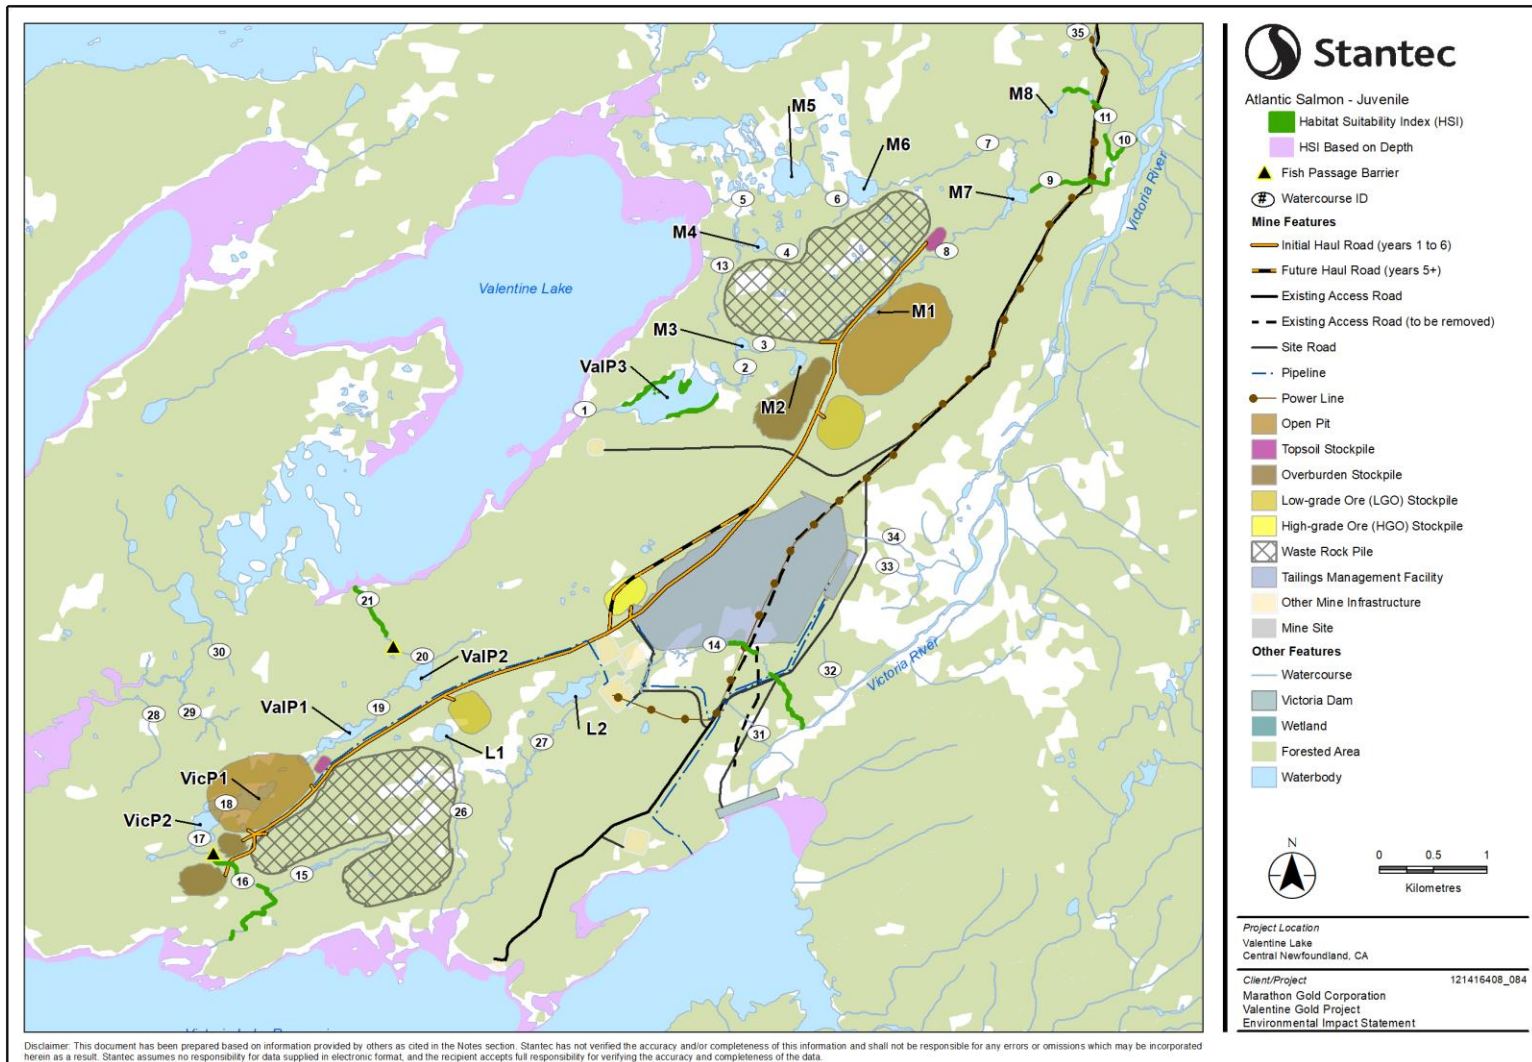 35
M8
M5
11
10
M6
7
9
M7
5
6
Victoria River
M4
4
13
8
Valentine Lake
M1
M3
3
ValP3
2
1
M2
34
33
21
14
30
20
ValP2
32
Victoria River
19
28
29
ValP1
L2
27
31
L1
VicP1
18
26
VicP2
17
15
16
Stantec
Atlantic Salmon - Juvenile
Habitat Suitability Index (HSI)
HSI Based on Depth
Fish Passage Barrier
# Watercourse ID
Mine Features
Initial Haul Road (years 1 to 6)
Future Haul Road (years 5+)
Existing Access Road
Existing Access Road (to be removed)
Site Road
Pipeline
Power Line
Open Pit
Topsoil Stockpile
Overburden Stockpile
Low-grade Ore (LGO) Stockpile
High-grade Ore (HGO) Stockpile
Waste Rock Pile
Tailings Management Facility
Other Mine Infrastructure
Mine Site
Other Features
Watercourse
Victoria Dam
Wetland
Forested Area
Waterbody
N
0 0.5 1
Kilometres
Project Location
Valentine Lake
Central Newfoundland, CA
Client/Project 121416408_084
Marathon Gold Corporation
Valentine Gold Project
Environmental Impact Statement
Disclaimer: This document has been prepared based on information provided by others as cited in the Notes section. Stantec has not verified the accuracy and/or completeness of this information and shall not be responsible for any errors or omissions which may be incorporated
herein as a result. Stantec assumes no responsibility for data supplied in electronic format, and the recipient accepts full responsibility for verifying the accuracy and completeness of the data.